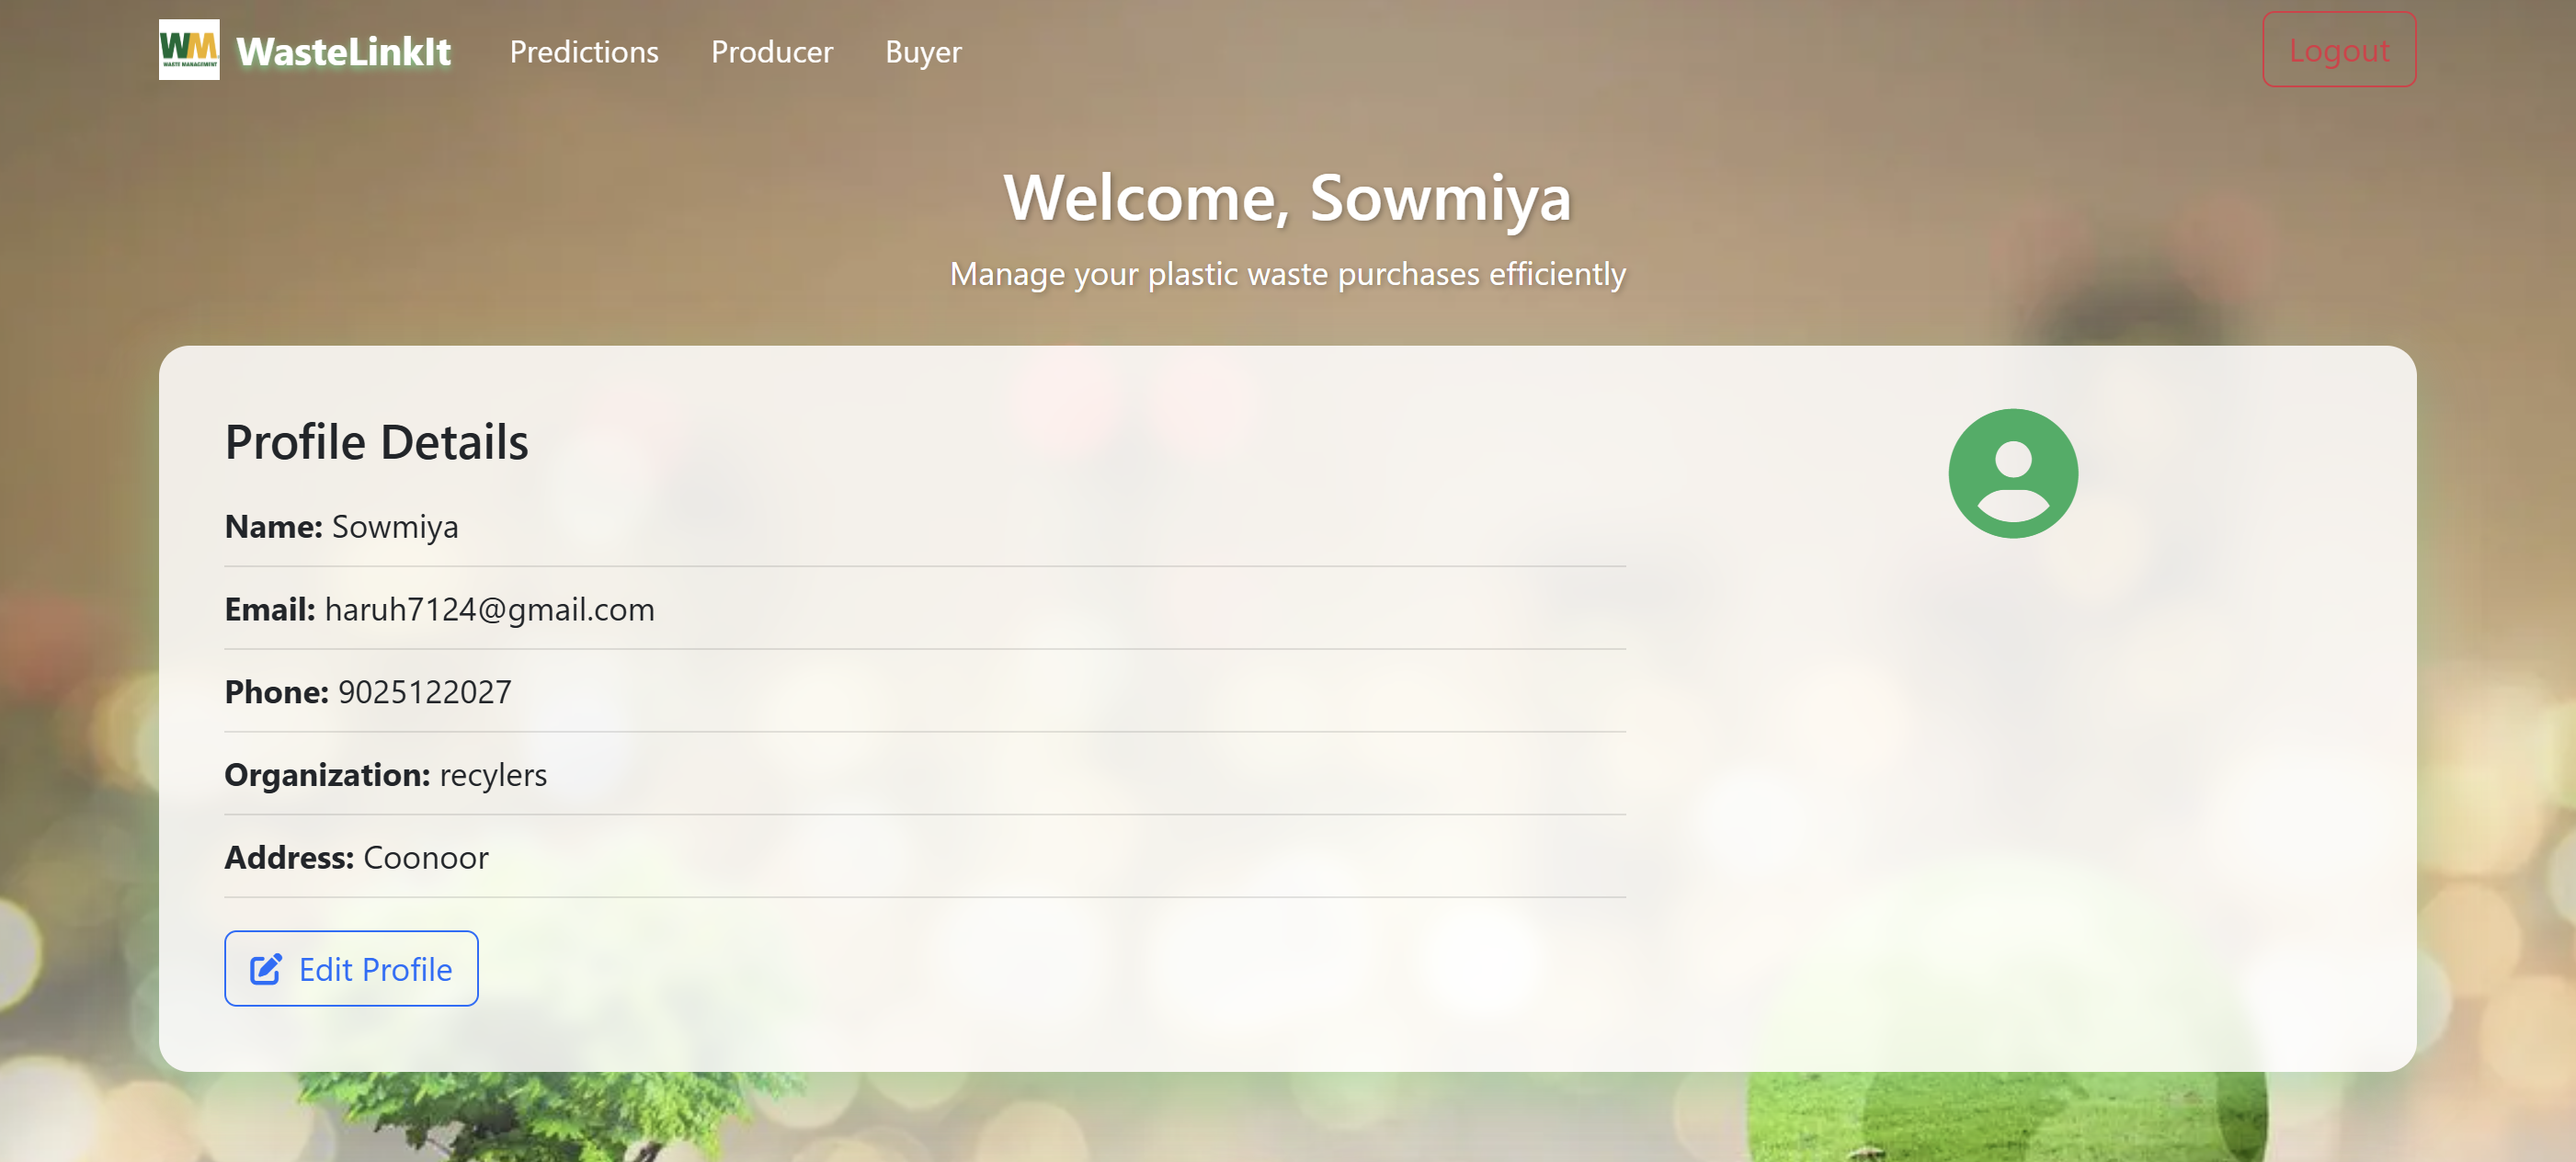 WM
WASTE MANAGEMENT
WasteLinkIt
Predictions
Producer
Buyer
Logout
Welcome, Sowmiya
Manage your plastic waste purchases efficiently
Profile Details
Name: Sowmiya
Email: haruh7124@gmail.com
Phone: 9025122027
Organization: recylers
Address: Coonoor
Edit Profile